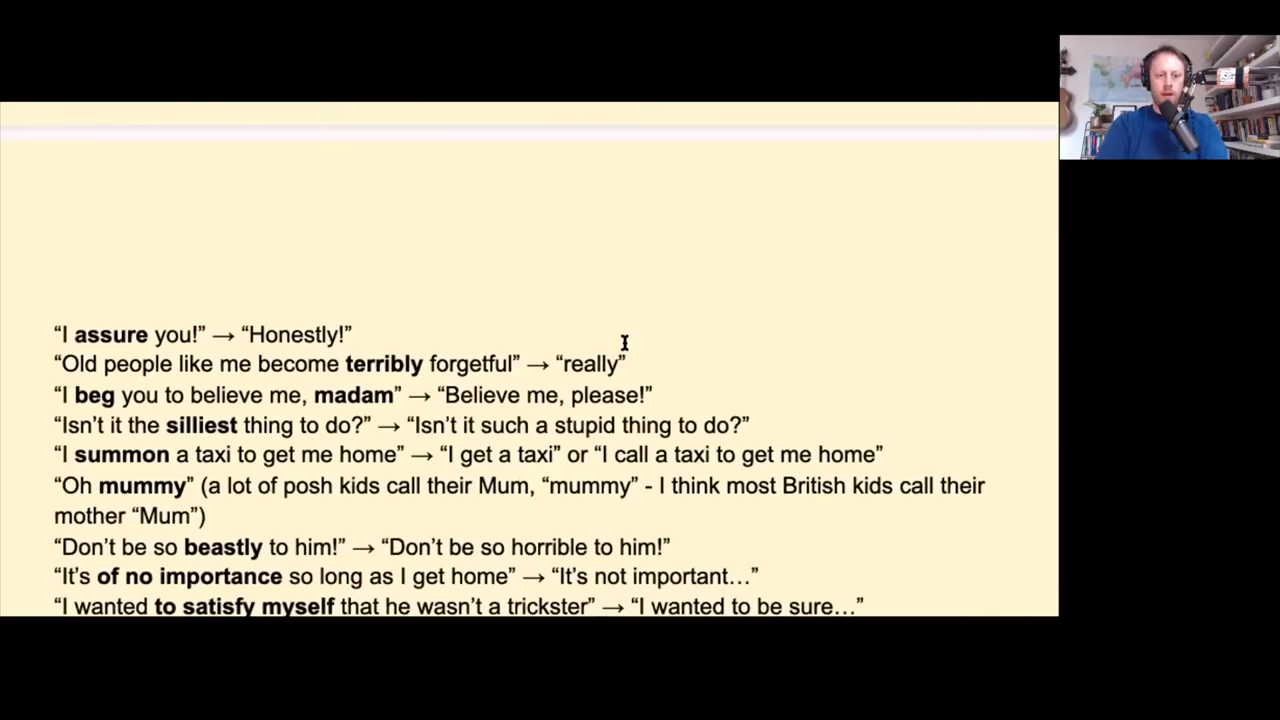 “I assure you!” → “Honestly!”
“Old people like me become terribly forgetful” → “really”
“I beg you to believe me, madam” → “Believe me, please!”
“Isn’t it the silliest thing to do?” → “Isn’t it such a stupid thing to do?”
“I summon a taxi to get me home” → “I get a taxi” or “I call a taxi to get me home”
“Oh mummy” (a lot of posh kids call their Mum, “mummy” - I think most British kids call their
mother “Mum”)
“Don’t be so beastly to him!” → “Don’t be so horrible to him!”
“It’s of no importance so long as I get home” → “It’s not important…”
“I wanted to satisfy myself that he wasn’t a trickster” → “I wanted to be sure…”